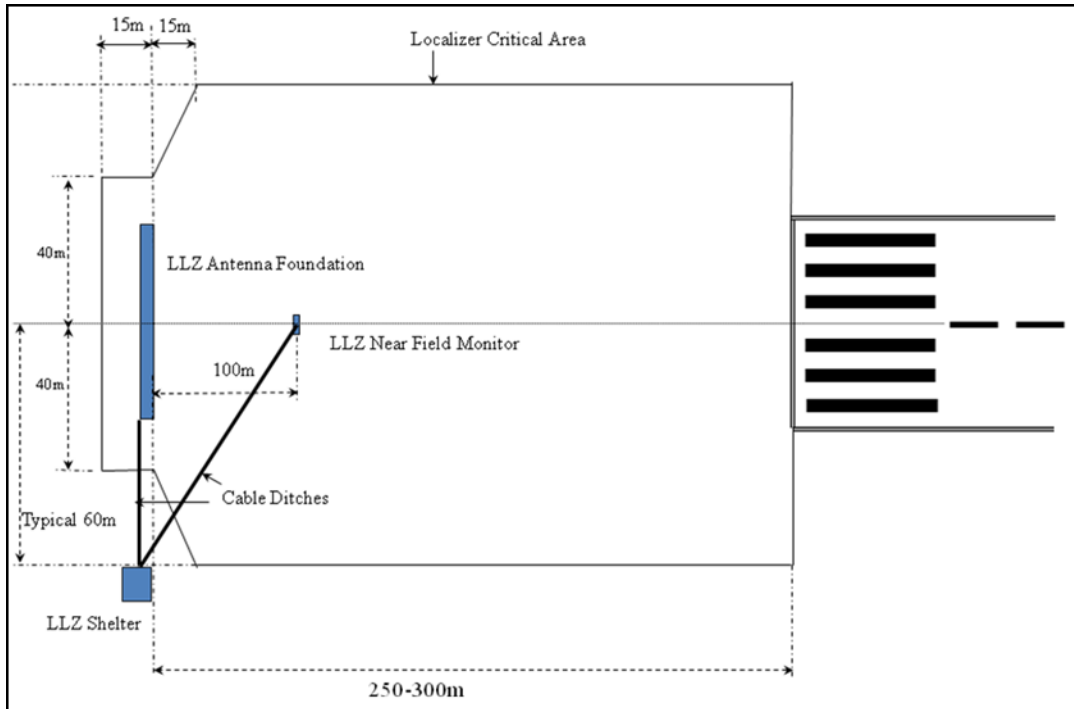 15m
15m
Localizer Critical Area
40m
LLZ Antenna Foundation
LLZ Near Field Monitor
100m
40m
Cable Ditches
Typical 60m
LLZ Shelter
250-300m